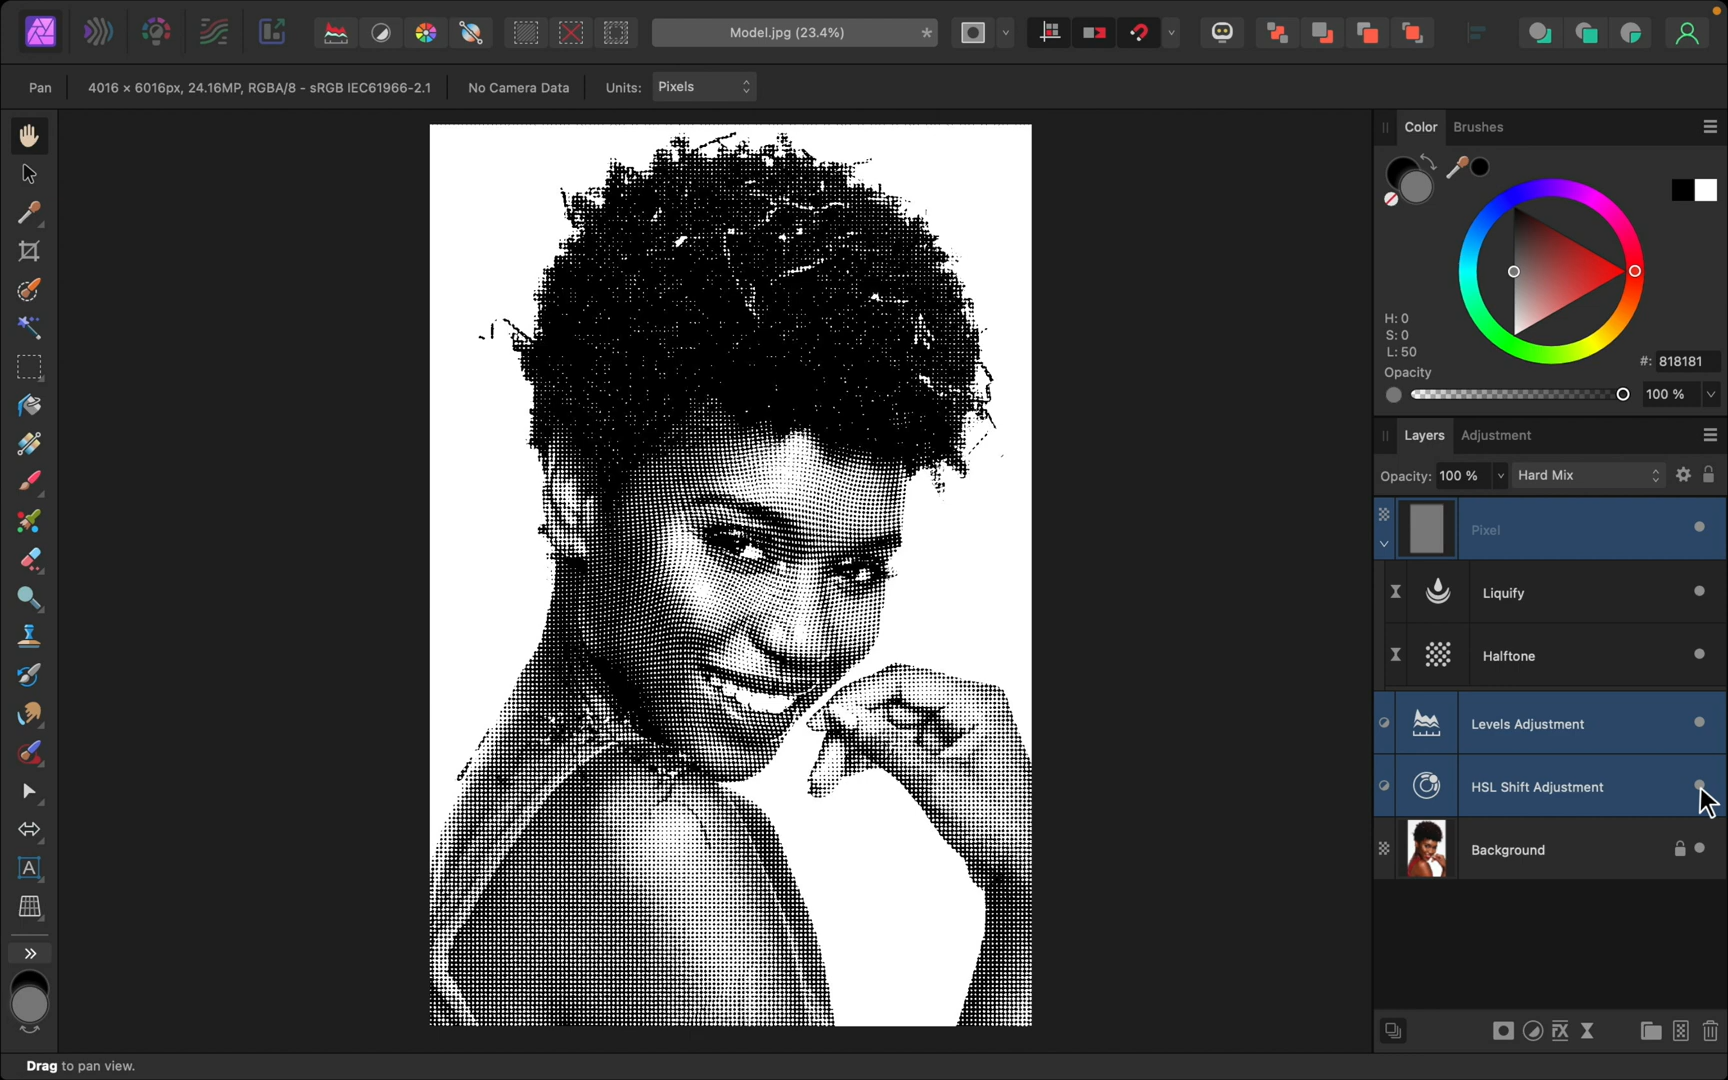 Model.jpg (23.4%)
*
Pan
4016 × 6016px, 24.16MP, RGBA/8 - sRGB IEC61966-2.1
No Camera Data
Units:
Pixels
Color
Brushes
H: 0
S: 0
L: 50
#: 818181
Opacity
100 %
Layers
Adjustment
Opacity: 100 %
Hard Mix
Pixel
Liquify
Halftone
Levels Adjustment
HSL Shift Adjustment
Background
FX
A
Drag to pan view.